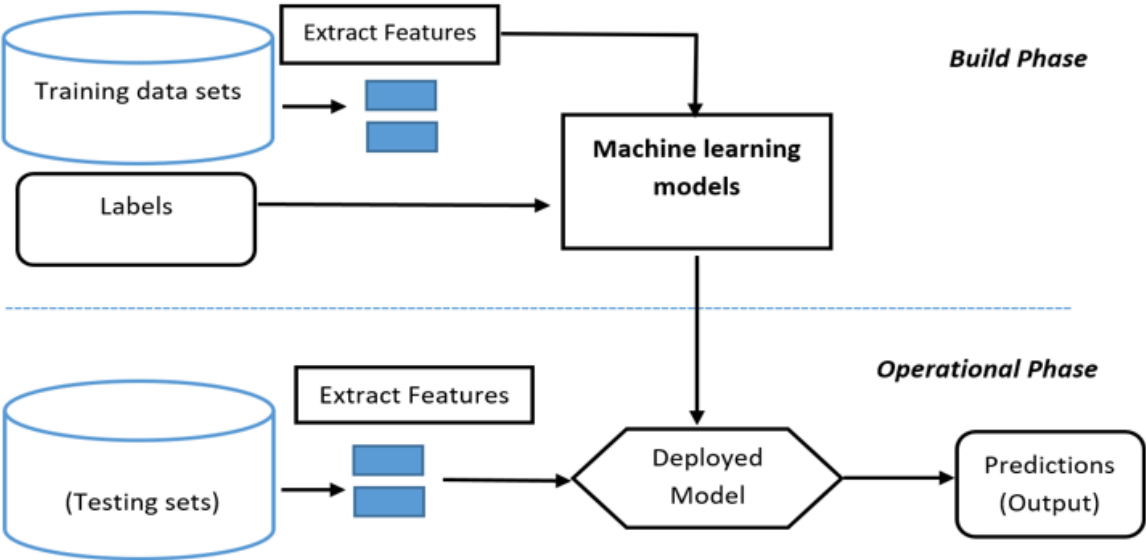 Extract Features
Build Phase
Training data sets
Machine learning
models
Labels
Operational Phase
Extract Features
(Testing sets)
Deployed
Model
Predictions
(Output)